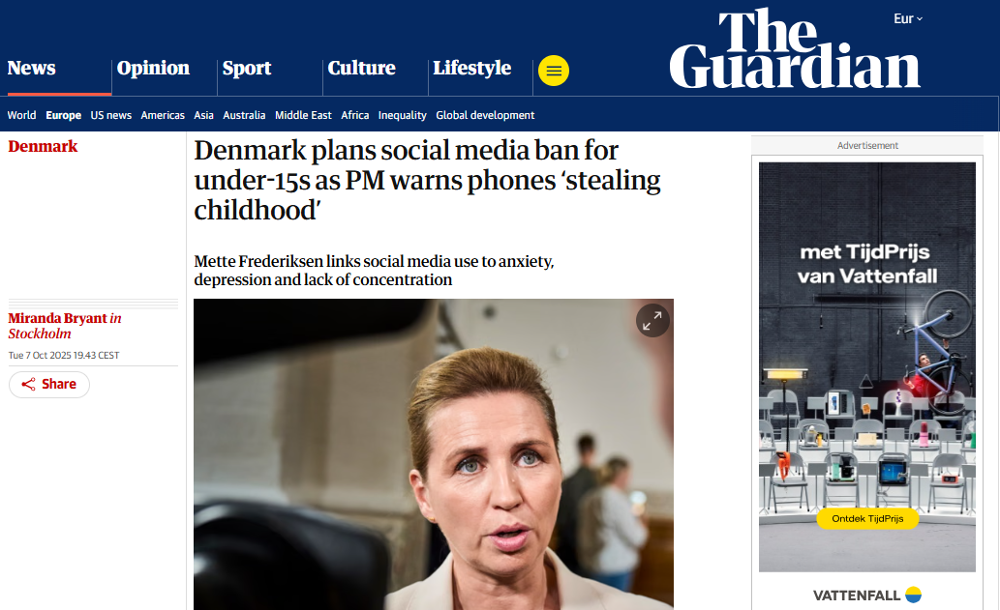 Eur
The
Guardian
News
Opinion
Sport
Culture
Lifestyle
World Europe US news Americas Asia Australia Middle East Africa Inequality Global development
Denmark
Denmark plans social media ban for
under-15s as PM warns phones ‘stealing
childhood’
Mette Frederiksen links social media use to anxiety,
depression and lack of concentration
Miranda Bryant in
Stockholm
Tue 7 Oct 2025 19.43 CEST
Share
Advertisement
met TijdPrijs
van Vattenfall
Ontdek TijdPrijs
VATTENFALL